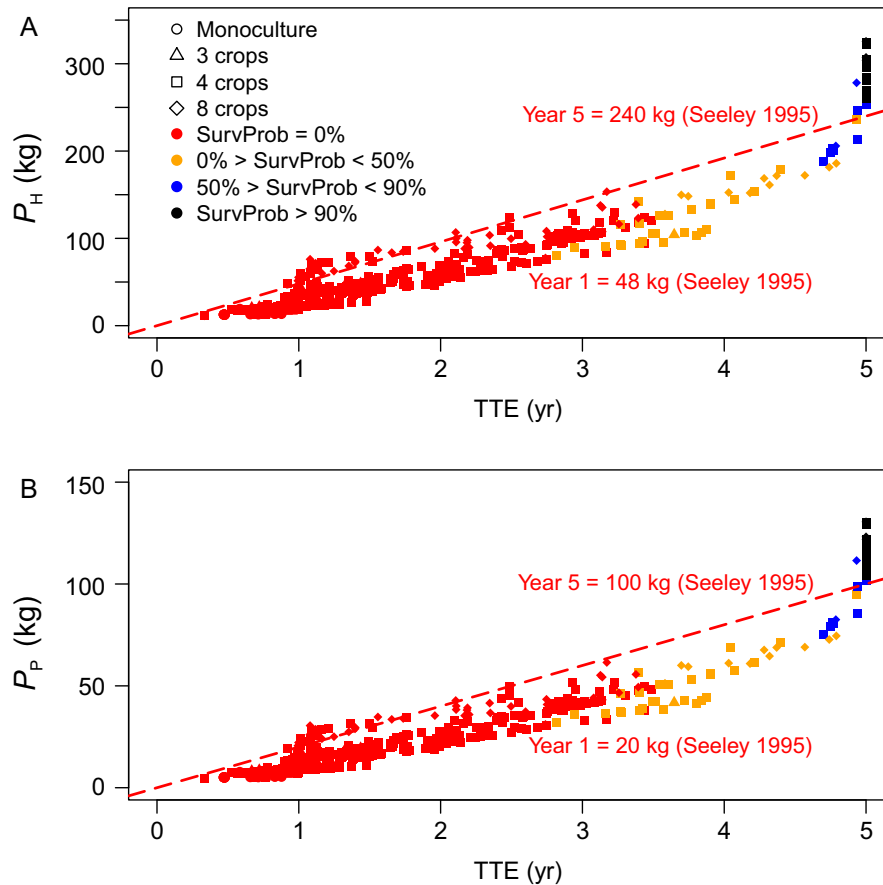 A
Monoculture
3 crops
4 crops
8 crops
SurvProb = 0%
0% > SurvProb < 50%
50% > SurvProb < 90%
SurvProb > 90%
Year 5 = 240 kg (Seeley 1995)
Year 1 = 48 kg (Seeley 1995)
300
200
100
0
P_H (kg)
0 1 2 3 4 5
TTE (yr)
B
Year 5 = 100 kg (Seeley 1995)
Year 1 = 20 kg (Seeley 1995)
150
100
50
0
P_P (kg)
0 1 2 3 4 5
TTE (yr)